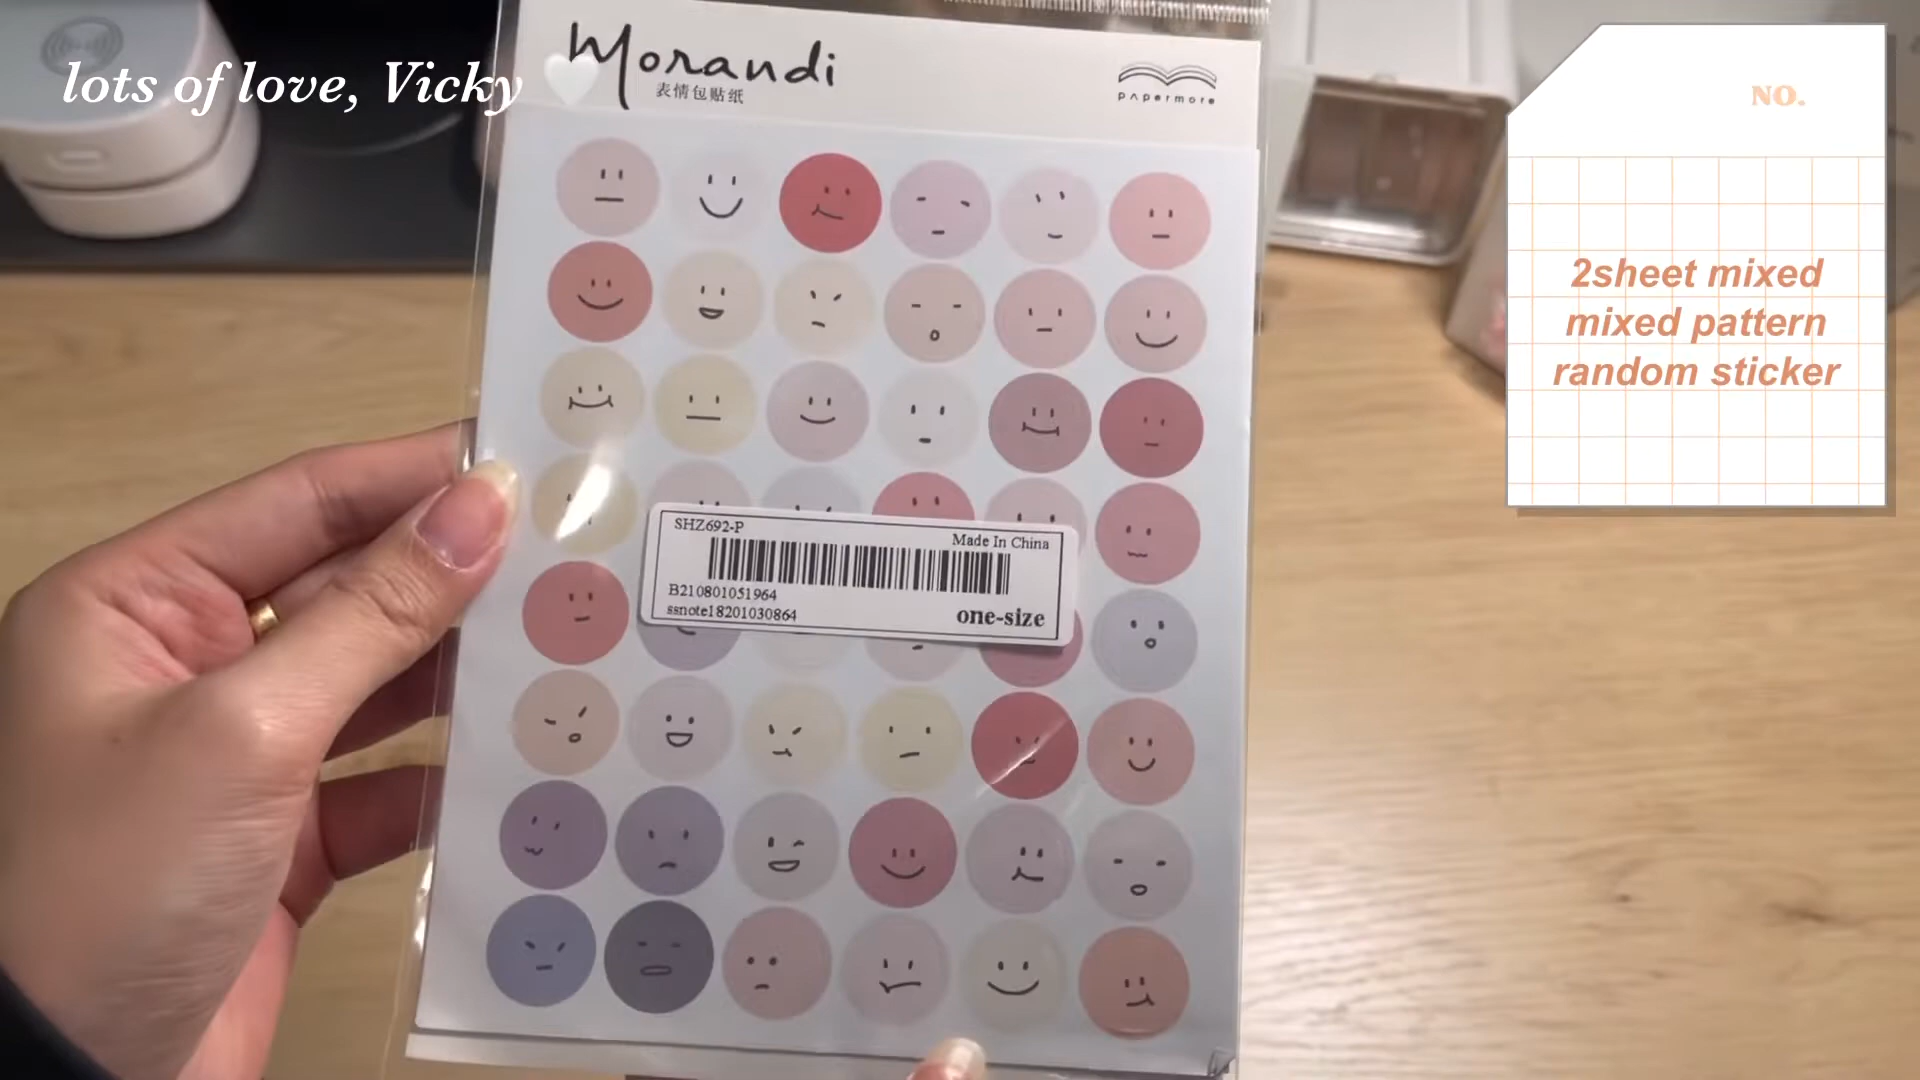 lots of love, Vicky
Morandi
表情包贴纸
papermore
NO.
2sheet mixed
mixed pattern
random sticker
SHZ692-P
Made In China
B210801051964
ssnote18201030864
one-size